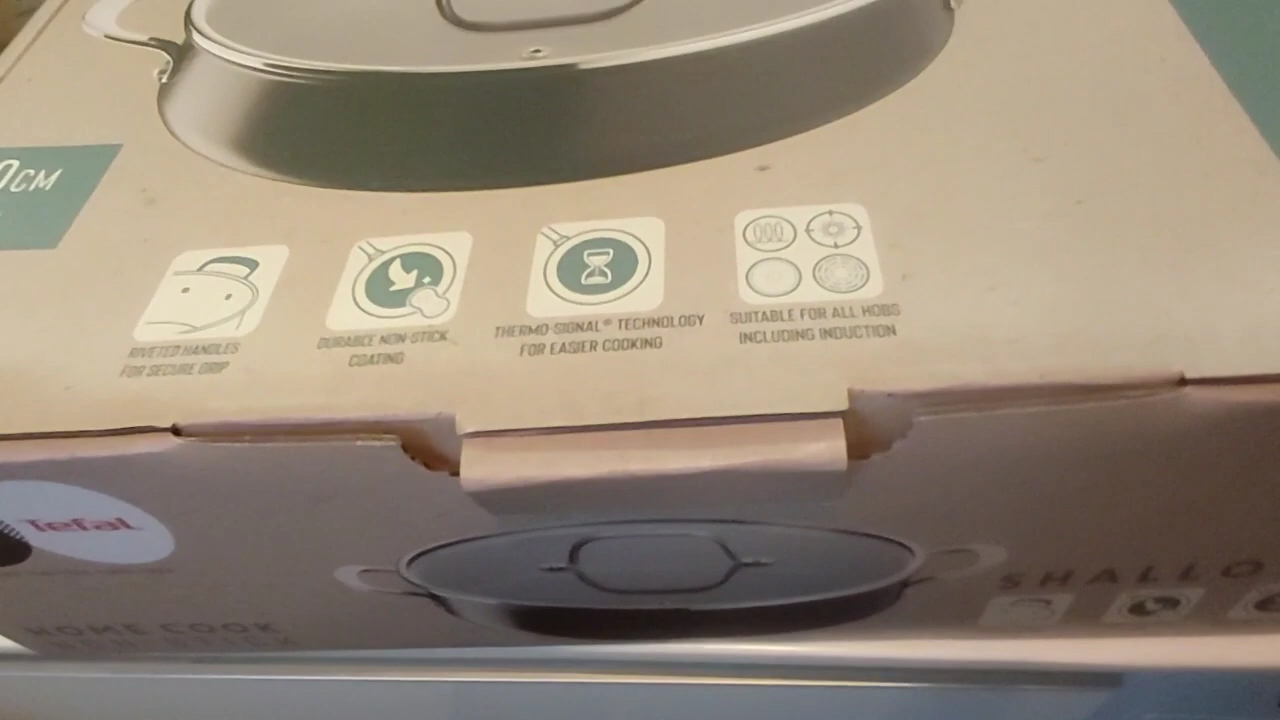 0CM
RIVETED HANDLES
FOR SECURE GRIP
DURABLE NON-STICK
COATING
THERMO-SIGNAL® TECHNOLOGY
FOR EASIER COOKING
SUITABLE FOR ALL HOBS
INCLUDING INDUCTION
Tefal
HOME COOK
SHALLO